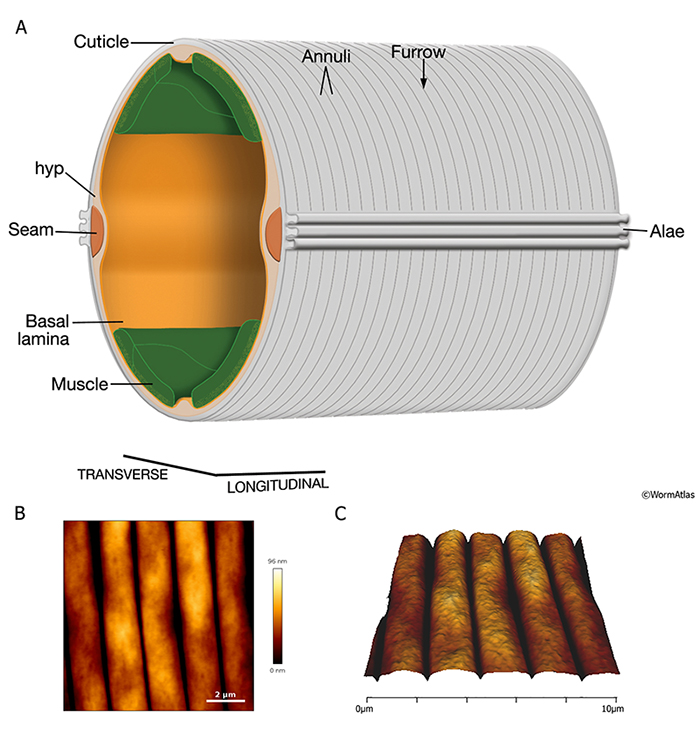 A
Cuticle
Annuli
Furrow
hyp
Seam
Alae
Basal
lamina
Muscle
TRANSVERSE
LONGITUDINAL
©WormAtlas
B
C
96 nm
0 nm
2 µm
0µm
10µm